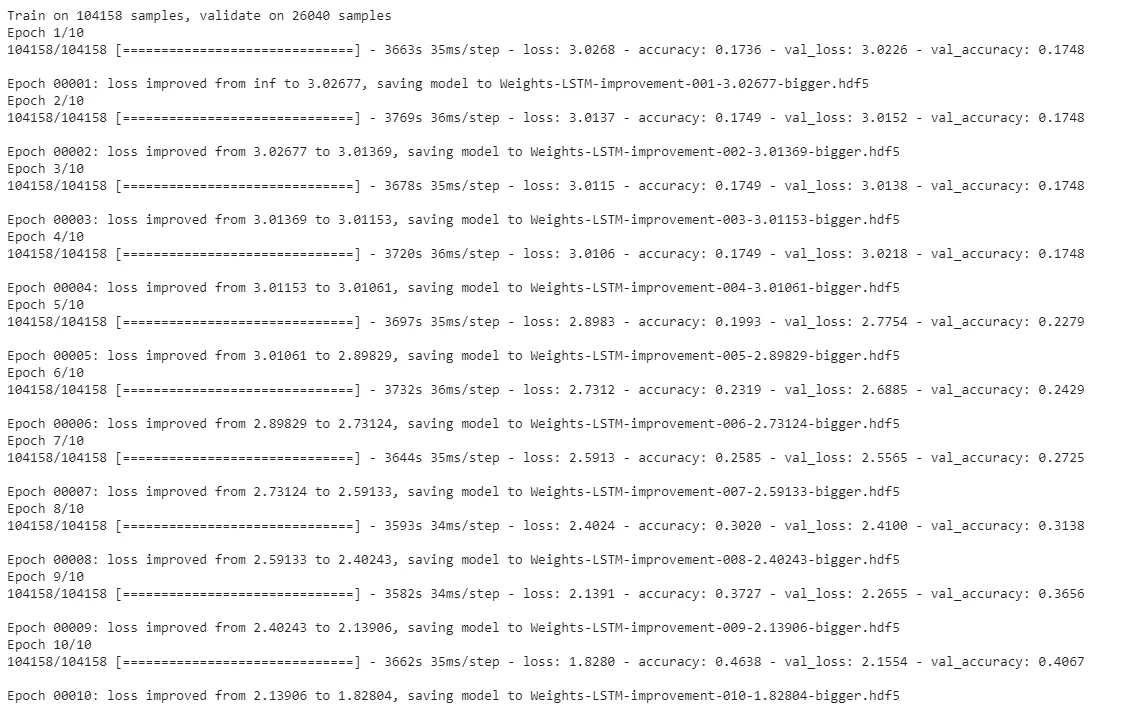 Train on 104158 samples, validate on 26040 samples
Epoch 1/10
104158/104158 [==============================] - 3663s 35ms/step - loss: 3.0268 - accuracy: 0.1736 - val_loss: 3.0226 - val_accuracy: 0.1748
Epoch 00001: loss improved from inf to 3.02677, saving model to Weights-LSTM-improvement-001-3.02677-bigger.hdf5
Epoch 2/10
104158/104158 [==============================] - 3769s 36ms/step - loss: 3.0137 - accuracy: 0.1749 - val_loss: 3.0152 - val_accuracy: 0.1748
Epoch 00002: loss improved from 3.02677 to 3.01369, saving model to Weights-LSTM-improvement-002-3.01369-bigger.hdf5
Epoch 3/10
104158/104158 [==============================] - 3678s 35ms/step - loss: 3.0115 - accuracy: 0.1749 - val_loss: 3.0138 - val_accuracy: 0.1748
Epoch 00003: loss improved from 3.01369 to 3.01153, saving model to Weights-LSTM-improvement-003-3.01153-bigger.hdf5
Epoch 4/10
104158/104158 [==============================] - 3720s 36ms/step - loss: 3.0106 - accuracy: 0.1749 - val_loss: 3.0218 - val_accuracy: 0.1748
Epoch 00004: loss improved from 3.01153 to 3.01061, saving model to Weights-LSTM-improvement-004-3.01061-bigger.hdf5
Epoch 5/10
104158/104158 [==============================] - 3697s 35ms/step - loss: 2.8983 - accuracy: 0.1993 - val_loss: 2.7754 - val_accuracy: 0.2279
Epoch 00005: loss improved from 3.01061 to 2.89829, saving model to Weights-LSTM-improvement-005-2.89829-bigger.hdf5
Epoch 6/10
104158/104158 [==============================] - 3732s 36ms/step - loss: 2.7312 - accuracy: 0.2319 - val_loss: 2.6885 - val_accuracy: 0.2429
Epoch 00006: loss improved from 2.89829 to 2.73124, saving model to Weights-LSTM-improvement-006-2.73124-bigger.hdf5
Epoch 7/10
104158/104158 [==============================] - 3644s 35ms/step - loss: 2.5913 - accuracy: 0.2585 - val_loss: 2.5565 - val_accuracy: 0.2725
Epoch 00007: loss improved from 2.73124 to 2.59133, saving model to Weights-LSTM-improvement-007-2.59133-bigger.hdf5
Epoch 8/10
104158/104158 [==============================] - 3593s 34ms/step - loss: 2.4024 - accuracy: 0.3020 - val_loss: 2.4100 - val_accuracy: 0.3138
Epoch 00008: loss improved from 2.59133 to 2.40243, saving model to Weights-LSTM-improvement-008-2.40243-bigger.hdf5
Epoch 9/10
104158/104158 [==============================] - 3582s 34ms/step - loss: 2.1391 - accuracy: 0.3727 - val_loss: 2.2655 - val_accuracy: 0.3656
Epoch 00009: loss improved from 2.40243 to 2.13906, saving model to Weights-LSTM-improvement-009-2.13906-bigger.hdf5
Epoch 10/10
104158/104158 [==============================] - 3662s 35ms/step - loss: 1.8280 - accuracy: 0.4638 - val_loss: 2.1554 - val_accuracy: 0.4067
Epoch 00010: loss improved from 2.13906 to 1.82804, saving model to Weights-LSTM-improvement-010-1.82804-bigger.hdf5